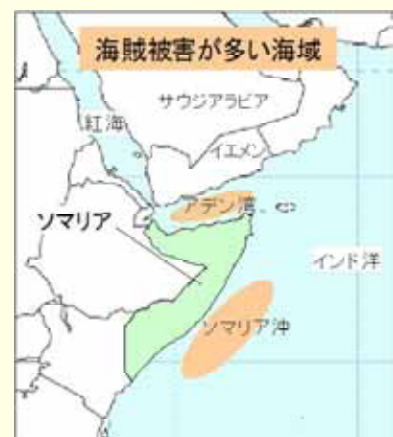 海賊被害が多い海域
サウジアラビア
紅海
イエメン
アデン湾
ソマリア
インド洋
ソマリア沖